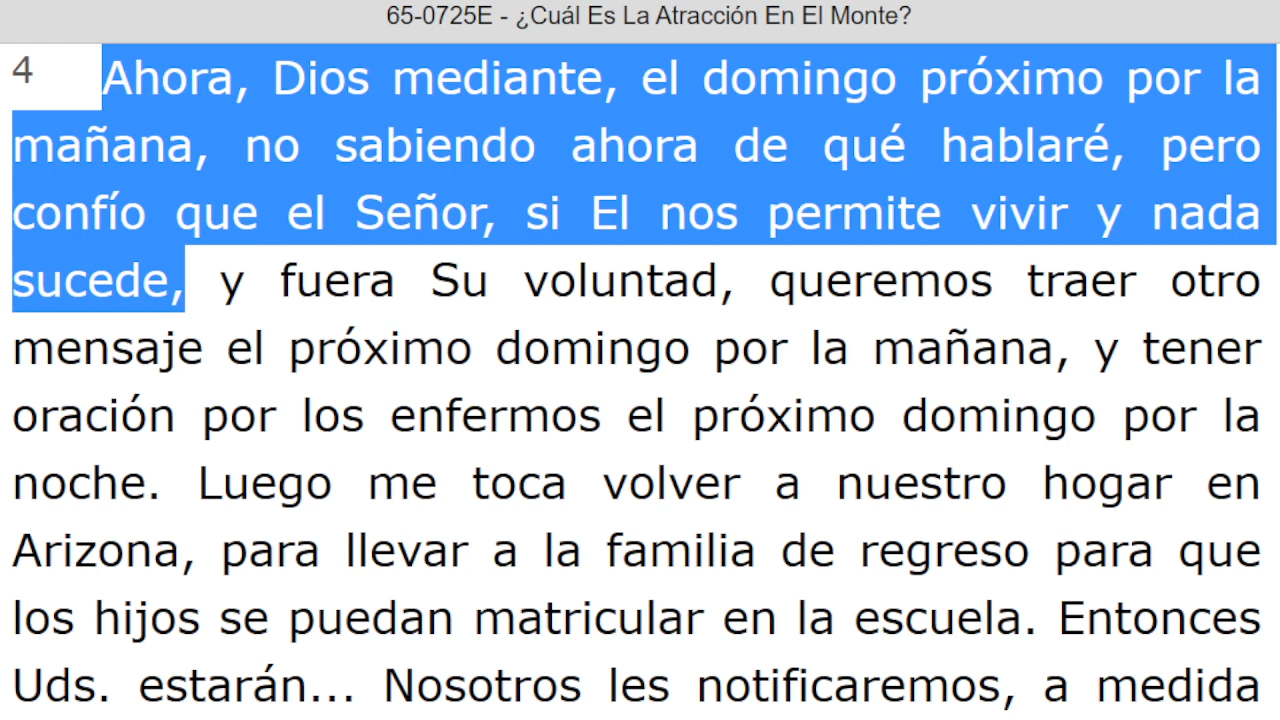 65-0725E - ¿Cuál Es La Atracción En El Monte?
4 Ahora, Dios mediante, el domingo próximo por la
mañana, no sabiendo ahora de qué hablaré, pero
confío que el Señor, si El nos permite vivir y nada
sucede, y fuera Su voluntad, queremos traer otro
mensaje el próximo domingo por la mañana, y tener
oración por los enfermos el próximo domingo por la
noche. Luego me toca volver a nuestro hogar en
Arizona, para llevar a la familia de regreso para que
los hijos se puedan matricular en la escuela. Entonces
Uds. estarán... Nosotros les notificaremos, a medida